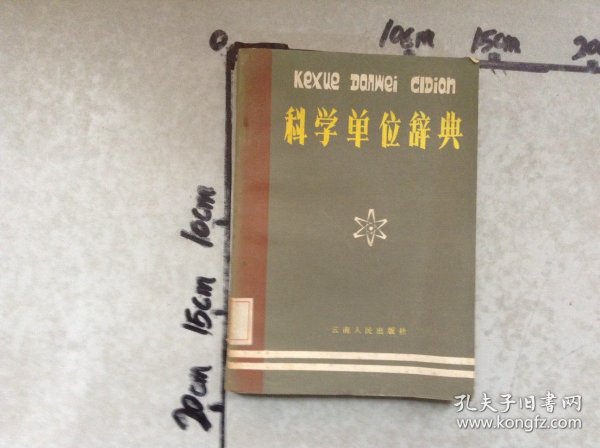 0
10cm
15cm
20
Kexue Danwei CiDian
科学单位辞典
10cm
15cm
20cm
云南人民出版社
孔夫子旧书网
www.kongfz.com